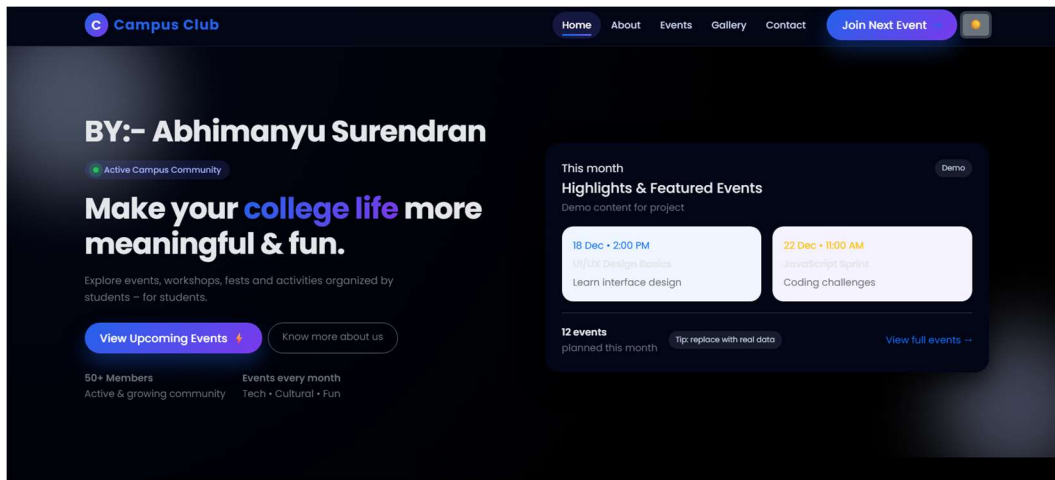 C Campus Club
Home About Events Gallery Contact Join Next Event
BY:- Abhimanyu Surendran
Active Campus Community
Make your college life more
meaningful & fun.
Explore events, workshops, fests and activities organized by
students – for students.
View Upcoming Events
Know more about us
50+ Members
Active & growing community
Events every month
Tech • Cultural • Fun
This month
Demo
Highlights & Featured Events
Demo content for project
18 Dec • 2:00 PM
UI/UX Design Basics
Learn interface design
22 Dec • 11:00 AM
JavaScript Sprint
Coding challenges
12 events
planned this month
Tip: replace with real data
View full events →